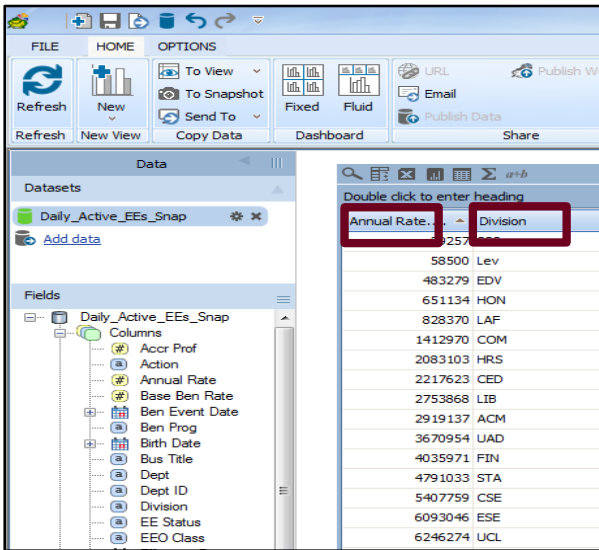 FILE HOME OPTIONS
To View URL Publish W
To Snapshot Email
Refresh New Send To Fixed Fluid Publish Data
Refresh New View Copy Data Dashboard Share
Data
Datasets
Daily_Active_EEs_Snap
Add data
Fields
Daily_Active_EEs_Snap
Columns
Accr Prof
Action
Annual Rate
Base Ben Rate
Ben Event Date
Ben Prog
Birth Date
Bus Title
Dept
Dept ID
Division
EE Status
EEO Class
a+b
Double click to enter heading
Annual Rate... Division
58500 Lev
483279 EDV
651134 HON
828370 LAF
1412970 COM
2083103 HRS
2217623 CED
2753868 LIB
2919137 ACM
3670954 UAD
4035971 FIN
4791033 STA
5407759 CSE
6093046 ESE
6246274 UCL